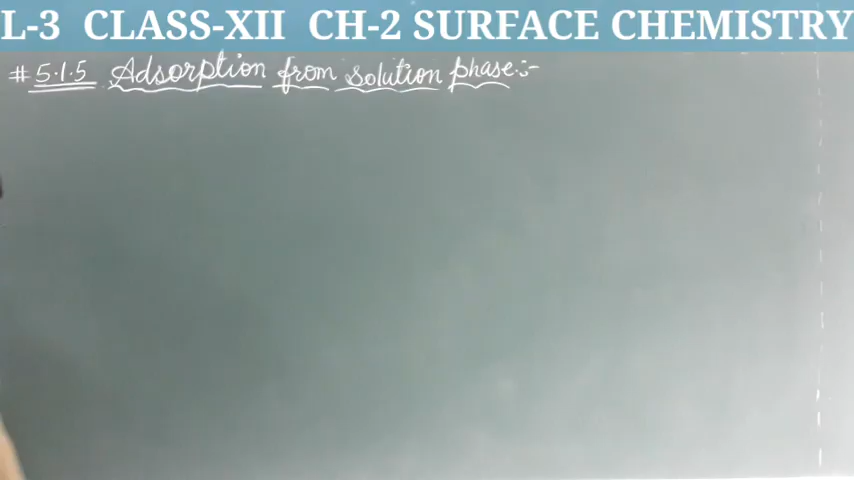 L-3 CLASS-XII CH-2 SURFACE CHEMISTRY
# 5.1.5 Adsorption from solution phase:-